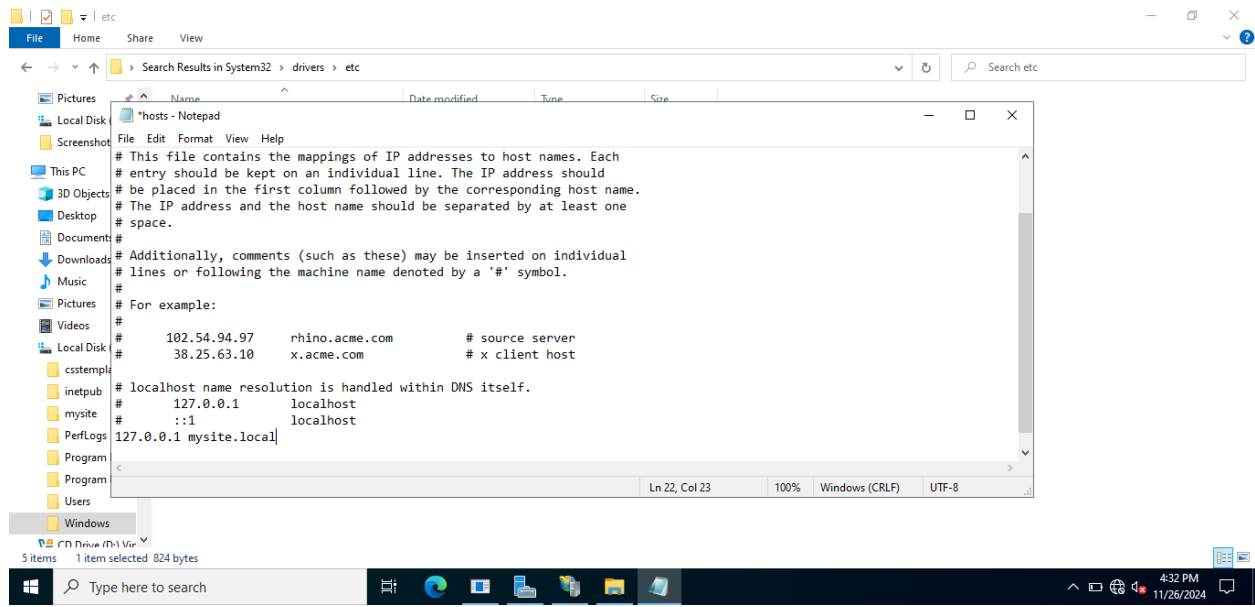 etc
File Home Share View
Search Results in System32 > drivers > etc
Search etc
Pictures
Local Disk
Screenshot
This PC
3D Objects
Desktop
Documents
Downloads
Music
Pictures
Videos
Local Disk
csstempla
inetpub
mysite
PerfLogs
Program
Program
Users
Windows
CD Drive (D:) Vir
Name Date modified Type Size
*hosts - Notepad
File Edit Format View Help
# This file contains the mappings of IP addresses to host names. Each
# entry should be kept on an individual line. The IP address should
# be placed in the first column followed by the corresponding host name.
# The IP address and the host name should be separated by at least one
# space.
#
# Additionally, comments (such as these) may be inserted on individual
# lines or following the machine name denoted by a '#' symbol.
#
# For example:
#
# 102.54.94.97 rhino.acme.com # source server
# 38.25.63.10 x.acme.com # x client host
# localhost name resolution is handled within DNS itself.
# 127.0.0.1 localhost
# ::1 localhost
127.0.0.1 mysite.local
Ln 22, Col 23 100% Windows (CRLF) UTF-8
5 items 1 item selected 824 bytes
Type here to search
4:32 PM
11/26/2024